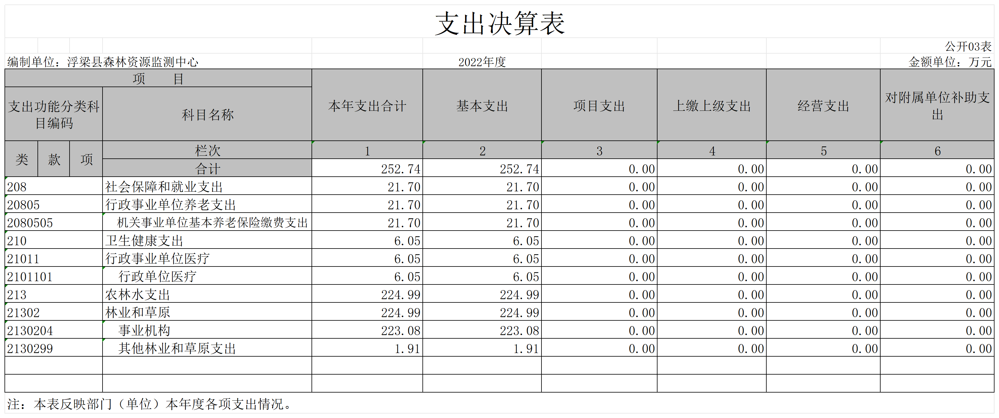 支出决算表
公开03表
编制单位：浮梁县森林资源监测中心 2022年度 金额单位：万元
项 目 本年支出合计 基本支出 项目支出 上缴上级支出 经营支出 对附属单位补助支
出
支出功能分类科
目编码 科目名称
类 款 项 栏次 1 2 3 4 5 6
合计 252.74 252.74 0.00 0.00 0.00 0.00
208 社会保障和就业支出 21.70 21.70 0.00 0.00 0.00 0.00
20805 行政事业单位养老支出 21.70 21.70 0.00 0.00 0.00 0.00
2080505 机关事业单位基本养老保险缴费支出 21.70 21.70 0.00 0.00 0.00 0.00
210 卫生健康支出 6.05 6.05 0.00 0.00 0.00 0.00
21011 行政事业单位医疗 6.05 6.05 0.00 0.00 0.00 0.00
2101101 行政单位医疗 6.05 6.05 0.00 0.00 0.00 0.00
213 农林水支出 224.99 224.99 0.00 0.00 0.00 0.00
21302 林业和草原 224.99 224.99 0.00 0.00 0.00 0.00
2130204 事业机构 223.08 223.08 0.00 0.00 0.00 0.00
2130299 其他林业和草原支出 1.91 1.91 0.00 0.00 0.00 0.00
注：本表反映部门（单位）本年度各项支出情况。